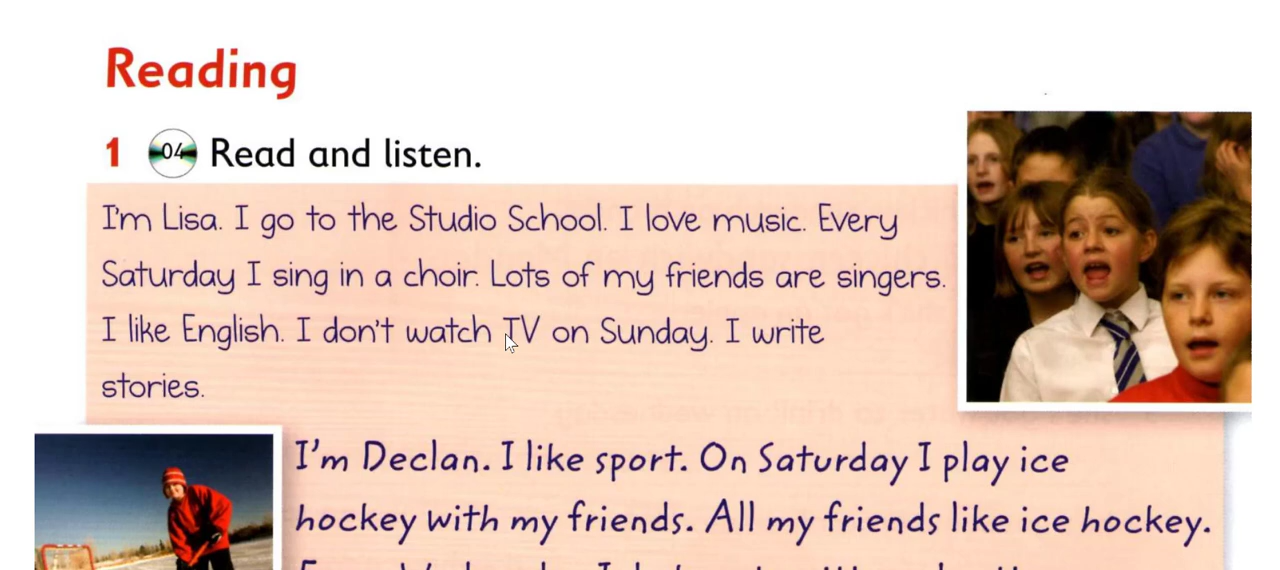 Reading
1 04 Read and listen.
I'm Lisa. I go to the Studio School. I love music. Every
Saturday I sing in a choir. Lots of my friends are singers.
I like English. I don't watch TV on Sunday. I write
stories.
I'm Declan. I like sport. On Saturday I play ice
hockey with my friends. All my friends like ice hockey.